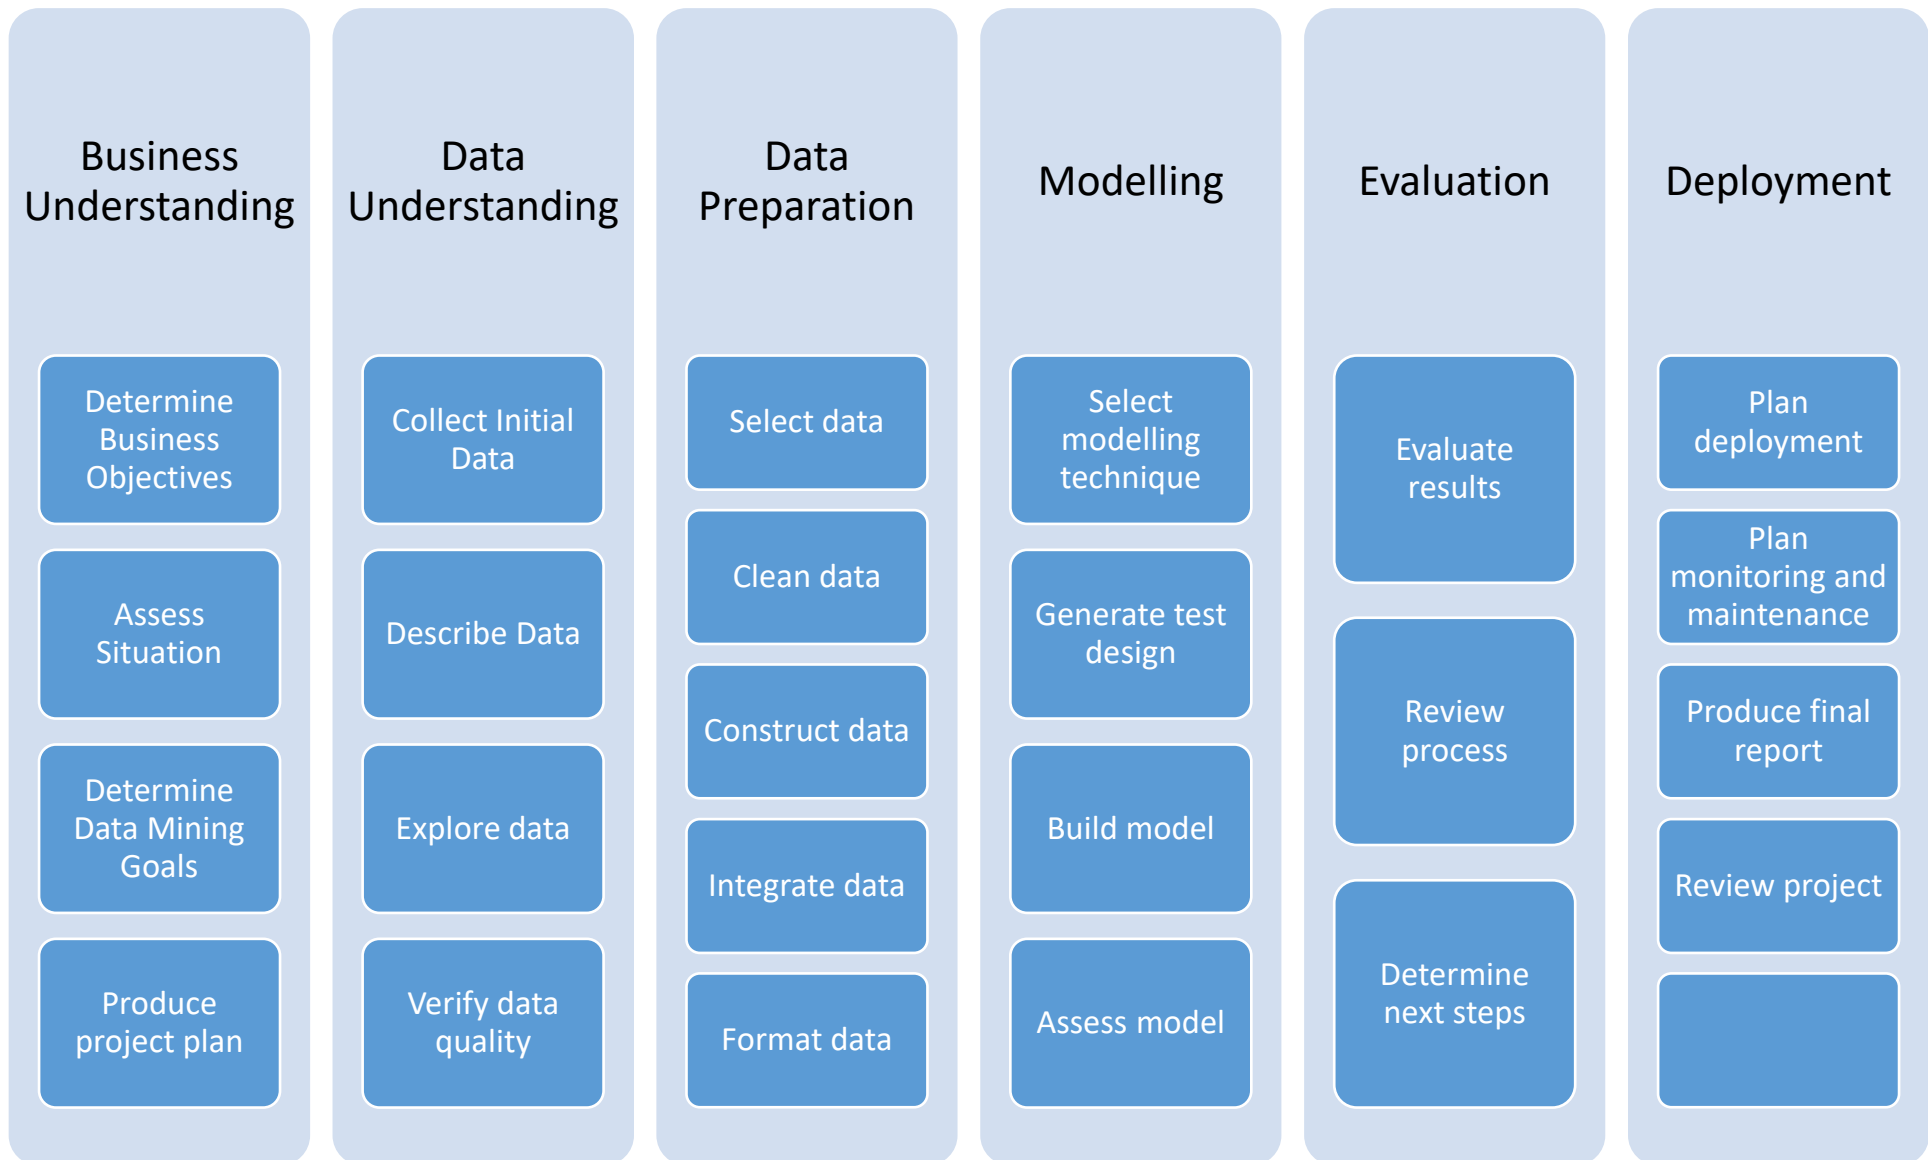 Business
Understanding
Determine
Business
Objectives
Assess
Situation
Determine
Data Mining
Goals
Produce
project plan
Data
Understanding
Collect Initial
Data
Describe Data
Explore data
Verify data
quality
Data
Preparation
Select data
Clean data
Construct data
Integrate data
Format data
Modelling
Select
modelling
technique
Generate test
design
Build model
Assess model
Evaluation
Evaluate
results
Review
process
Determine
next steps
Deployment
Plan
deployment
Plan
monitoring and
maintenance
Produce final
report
Review project